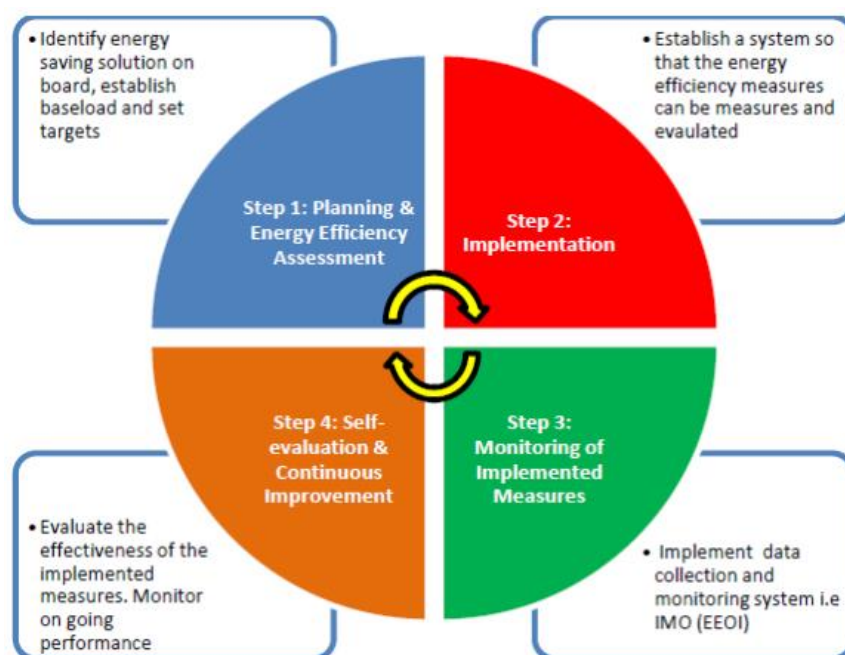 • Identify energy
saving solution on
board, establish
baseload and set
targets
• Establish a system so
that the energy
efficiency measures
can be measures and
evaulated
Step 1: Planning &
Energy Efficiency
Assessment
Step 2:
Implementation
Step 4: Self-
evaluation &
Continuous
Improvement
Step 3:
Monitoring of
Implemented
Measures
• Evaluate the
effectiveness of the
implemented
measures. Monitor
on going
performance
• Implement data
collection and
monitoring system i.e
IMO (EEOI)